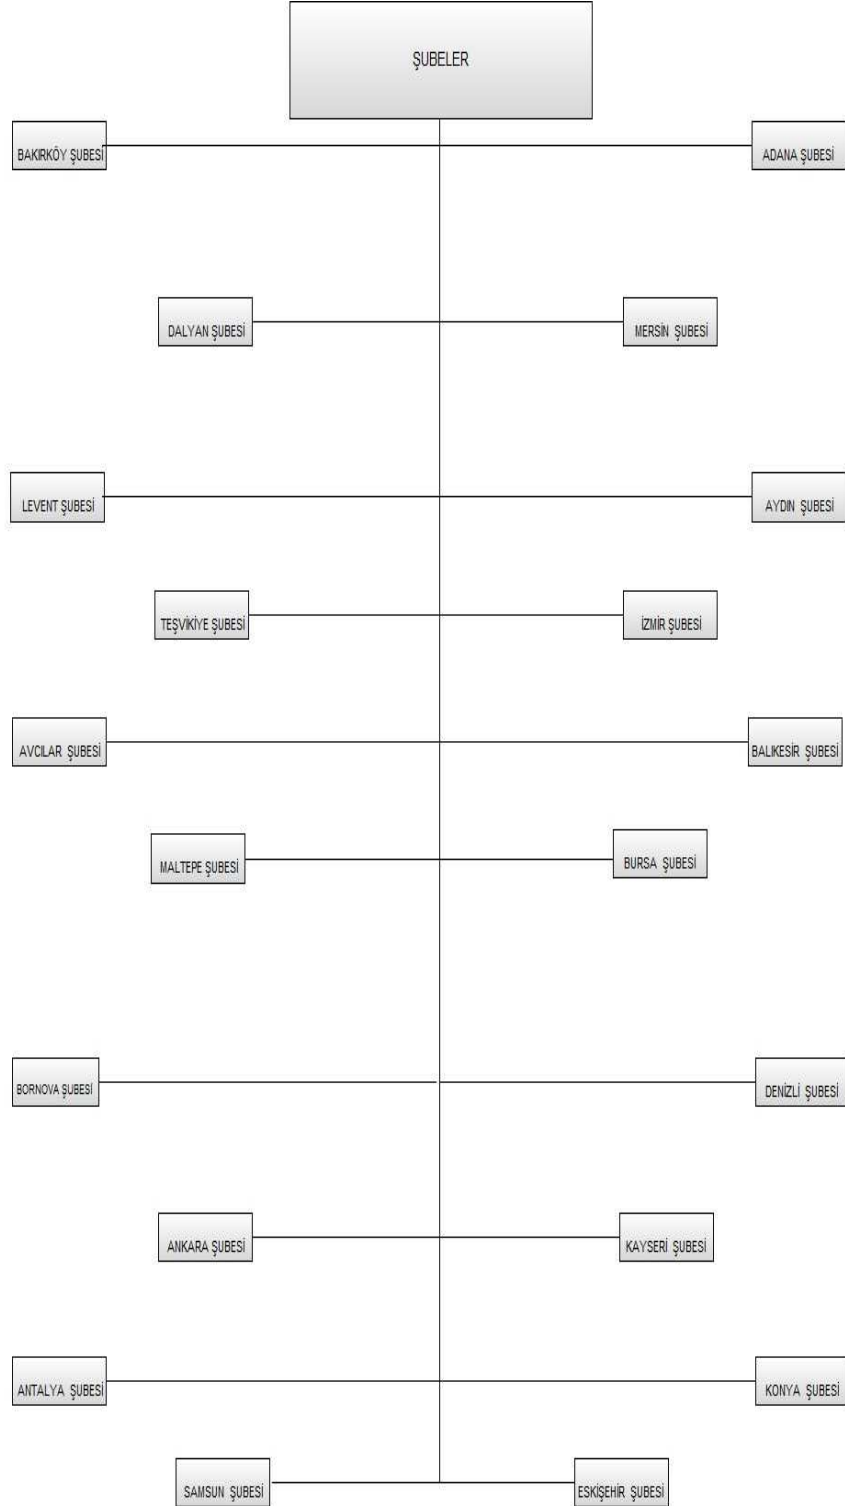 ŞUBELER
BAKIRKÖY ŞUBESİ
ADANA ŞUBESİ
DALYAN ŞUBESİ
MERSİN ŞUBESİ
LEVENT ŞUBESİ
AYDIN ŞUBESİ
TEŞVİKİYE ŞUBESİ
İZMİR ŞUBESİ
AVCILAR ŞUBESİ
BALIKESİR ŞUBESİ
MALTEPE ŞUBESİ
BURSA ŞUBESİ
BORNOVA ŞUBESİ
DENİZLİ ŞUBESİ
ANKARA ŞUBESİ
KAYSERİ ŞUBESİ
ANTALYA ŞUBESİ
KONYA ŞUBESİ
SAMSUN ŞUBESİ
ESKİŞEHİR ŞUBESİ